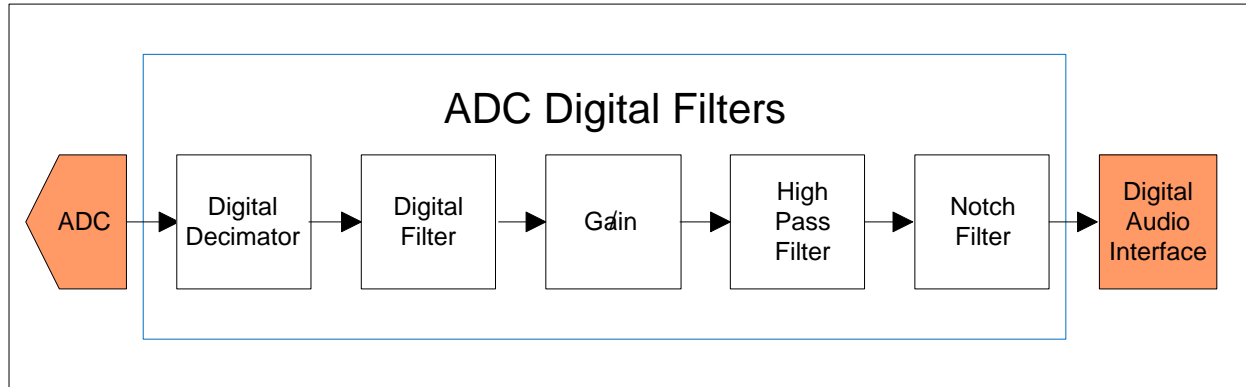 ADC Digital Filters
ADC
Digital
Decimator
Digital
Filter
Gain
High
Pass
Filter
Notch
Filter
Digital
Audio
Interface